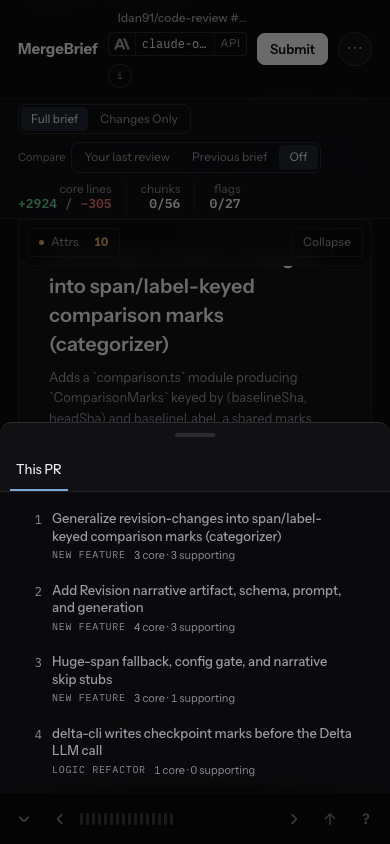 Idan91/code-review #…
MergeBrief
claude-o… API
Submit
i
Full brief Changes Only
Compare Your last review Previous brief Off
core lines chunks flags
+2924 / −305 0/56 0/27
Attrs 10 Collapse
into span/label-keyed
comparison marks
(categorizer)
Adds a `comparison.ts` module producing
`ComparisonMarks` keyed by (baselineSha,
headSha) and baselineLabel, a shared marks
This PR
1 Generalize revision-changes into span/label-
keyed comparison marks (categorizer)
NEW FEATURE 3 core · 3 supporting
2 Add Revision narrative artifact, schema, prompt,
and generation
NEW FEATURE 4 core · 3 supporting
3 Huge-span fallback, config gate, and narrative
skip stubs
NEW FEATURE 3 core · 1 supporting
4 delta-cli writes checkpoint marks before the Delta
LLM call
LOGIC REFACTOR 1 core · 0 supporting
?